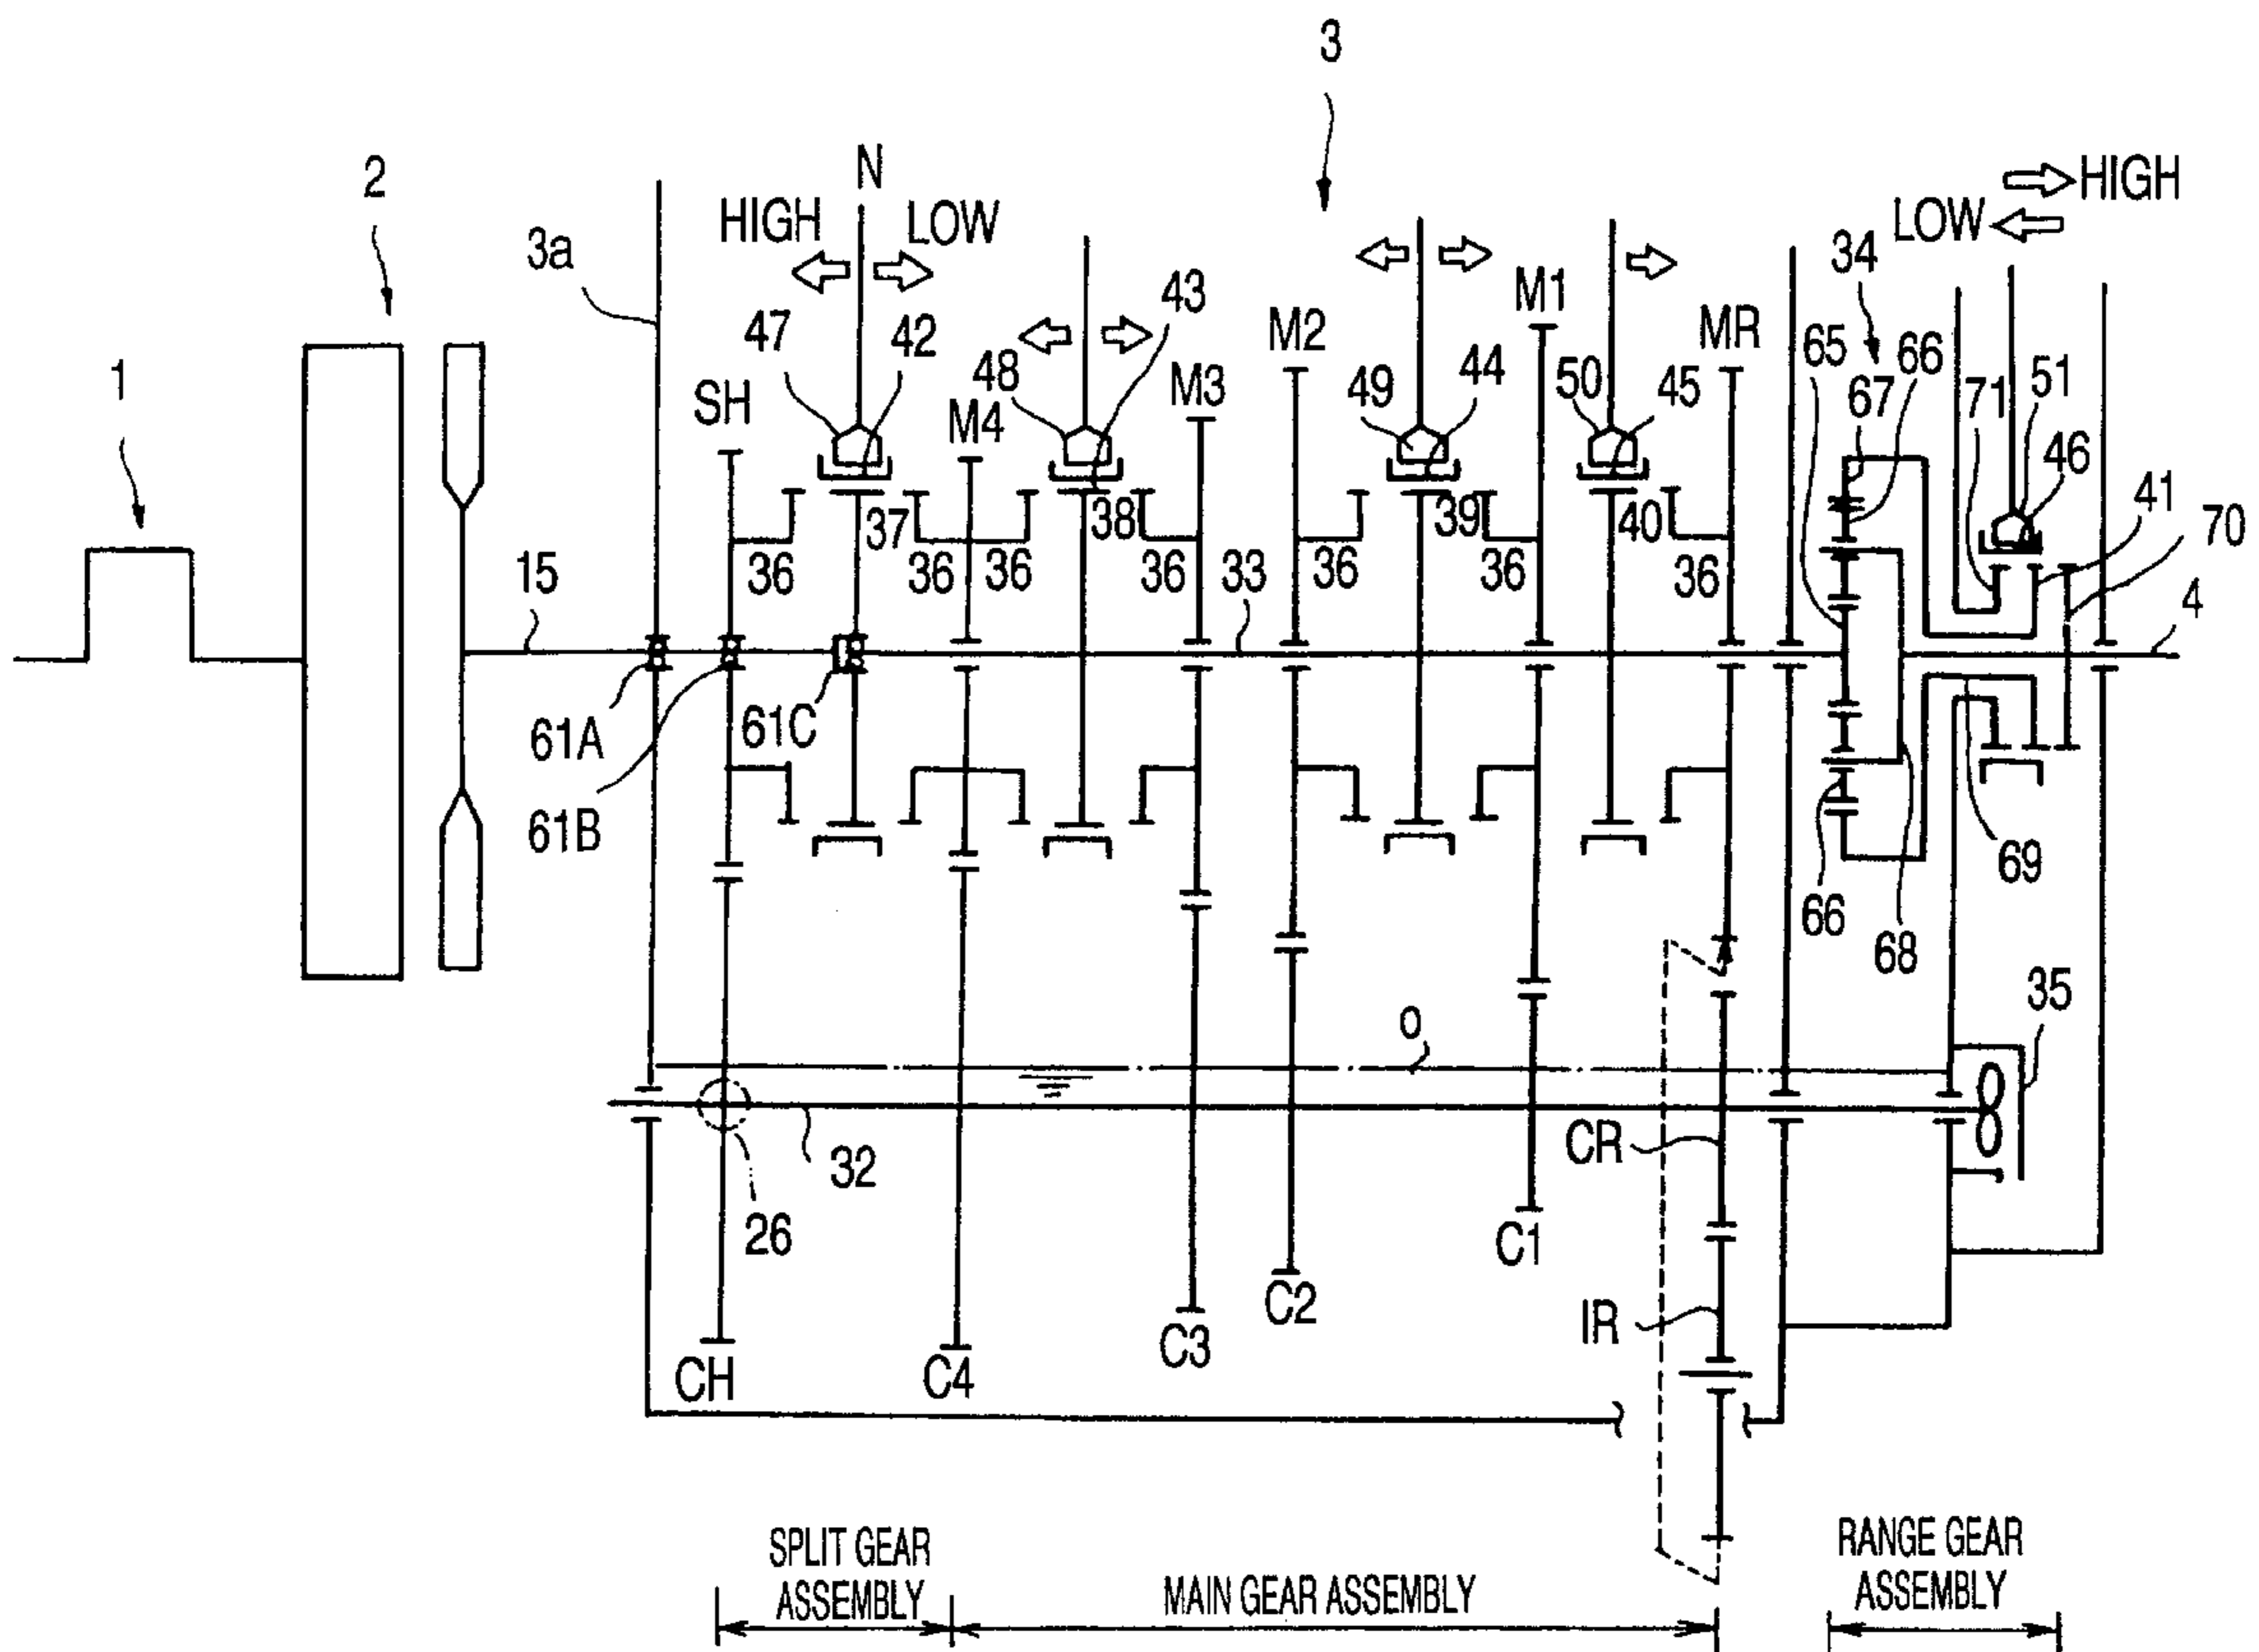 3
2
N
HIGH
HIGH LOW
LOW
3a
34
1
47
42
43
M1
M2
MR
65
67
66
48
M3
49
44
50
45
71
51
SH
M4
46
41
70
37
38
39
40
15
36
36
36
36
33
36
36
36
4
61A
61C
61B
69
66
68
35
O
32
CR
26
C1
C2
IR
C3
CH
C4
SPLIT GEAR
ASSEMBLY
MAIN GEAR ASSEMBLY
RANGE GEAR
ASSEMBLY